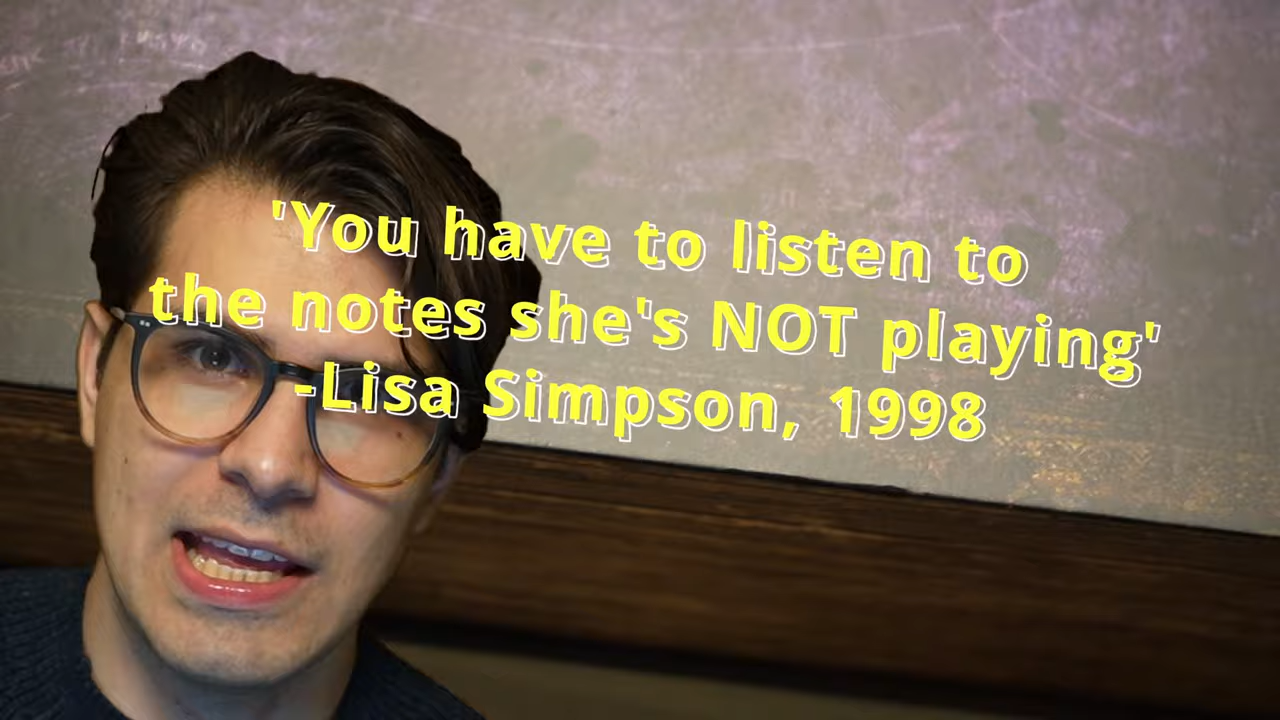 'You have to listen to
the notes she's NOT playing'
-Lisa Simpson, 1998